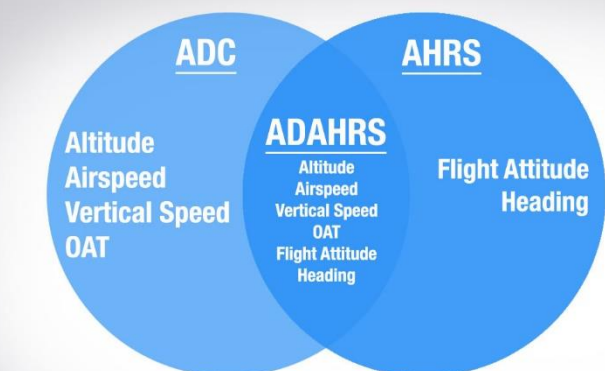 ADC
Altitude
Airspeed
Vertical Speed
OAT
ADAHRS
Altitude
Airspeed
Vertical Speed
OAT
Flight Attitude
Heading
AHRS
Flight Attitude
Heading